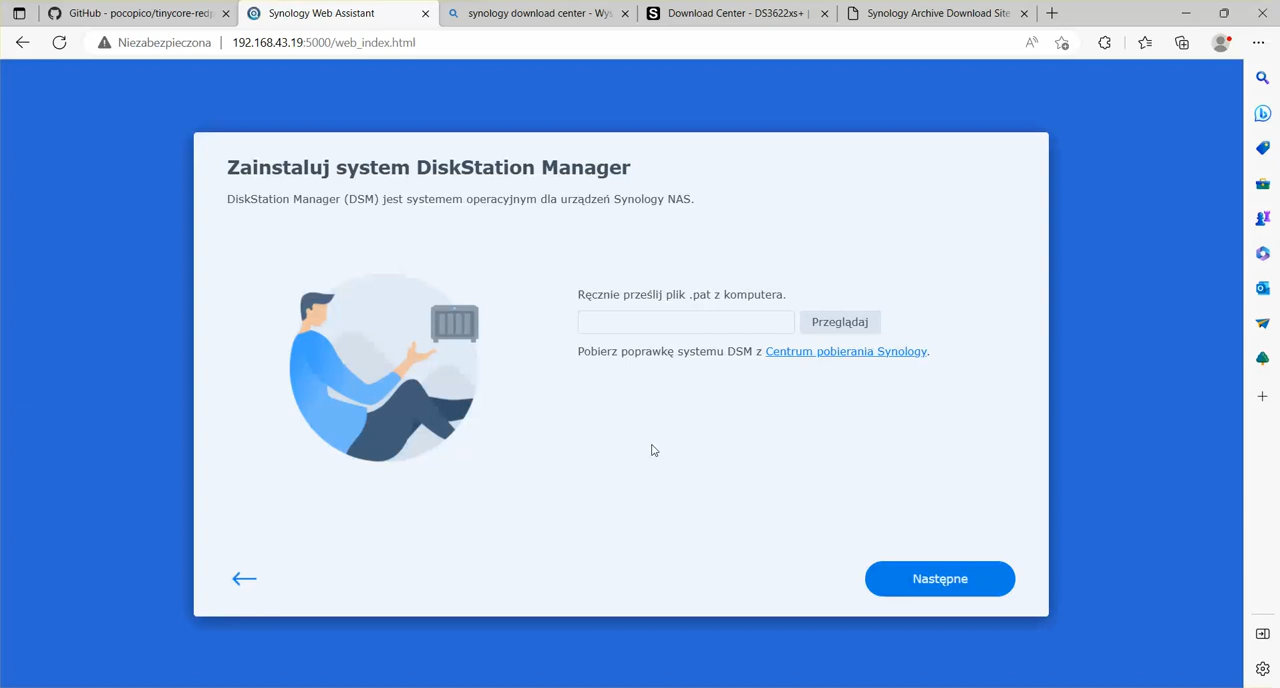 GitHub - pocopico/tinycore-redp
Synology Web Assistant
synology download center - Wys
Download Center - DS3622xs+ |
Synology Archive Download Site
Niezabezpieczona
192.168.43.19:5000/web_index.html
Zainstaluj system DiskStation Manager
DiskStation Manager (DSM) jest systemem operacyjnym dla urządzeń Synology NAS.
Ręcznie prześlij plik .pat z komputera.
Przeglądaj
Pobierz poprawkę systemu DSM z Centrum pobierania Synology.
Następne